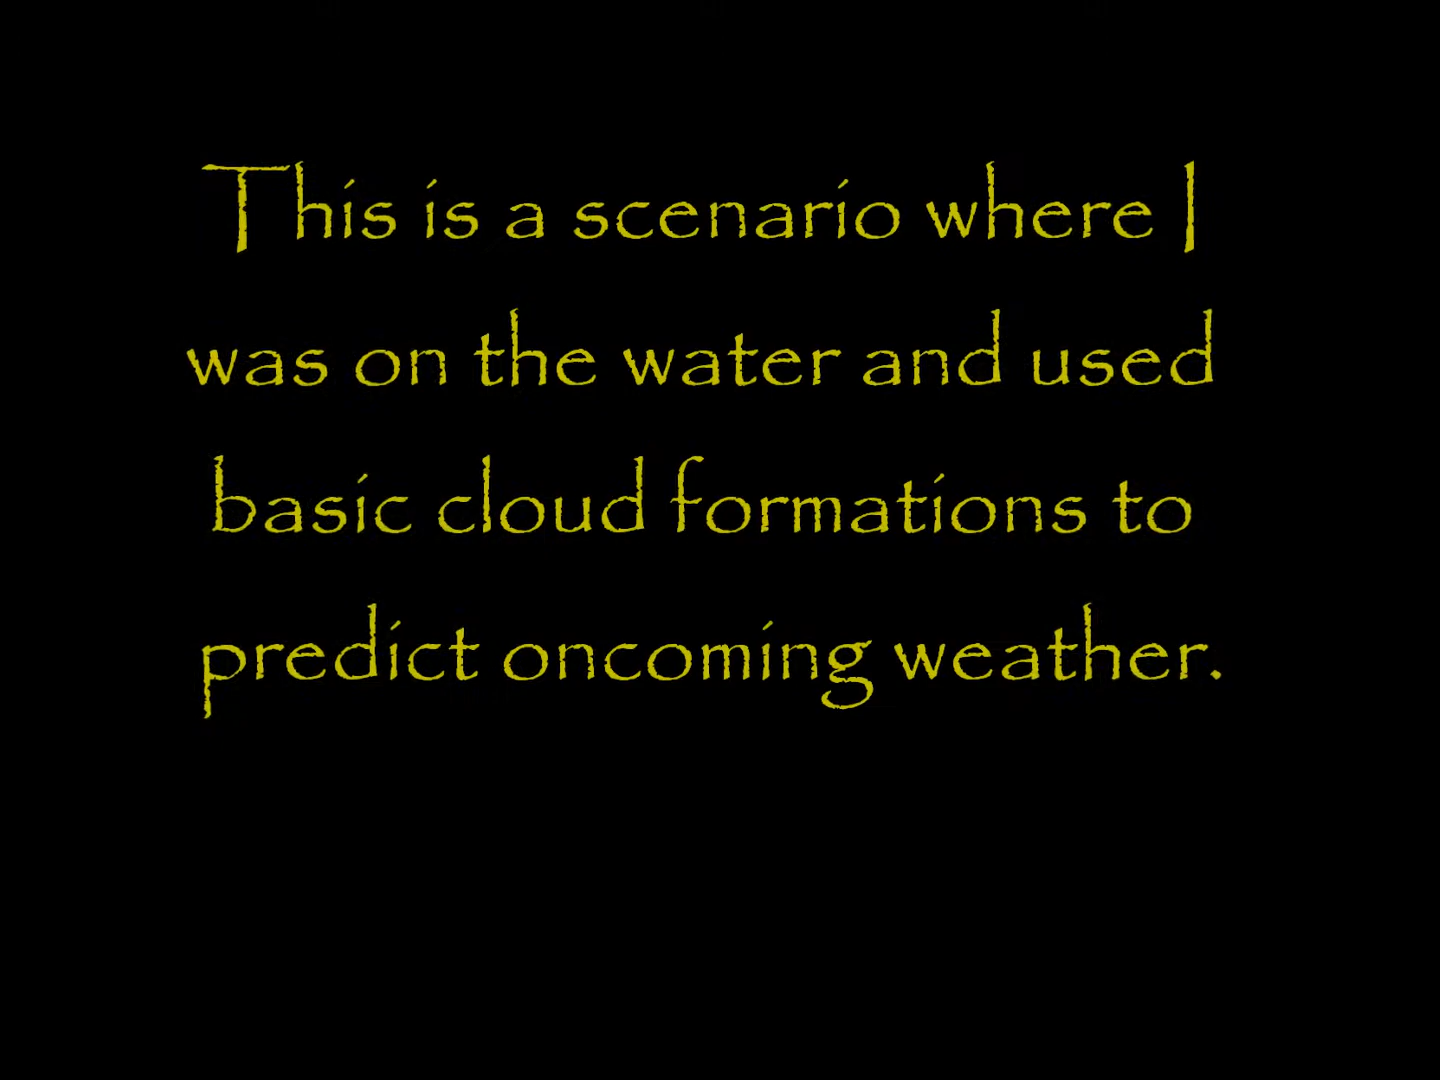 This is a scenario where I
was on the water and used
basic cloud formations to
predict oncoming weather.